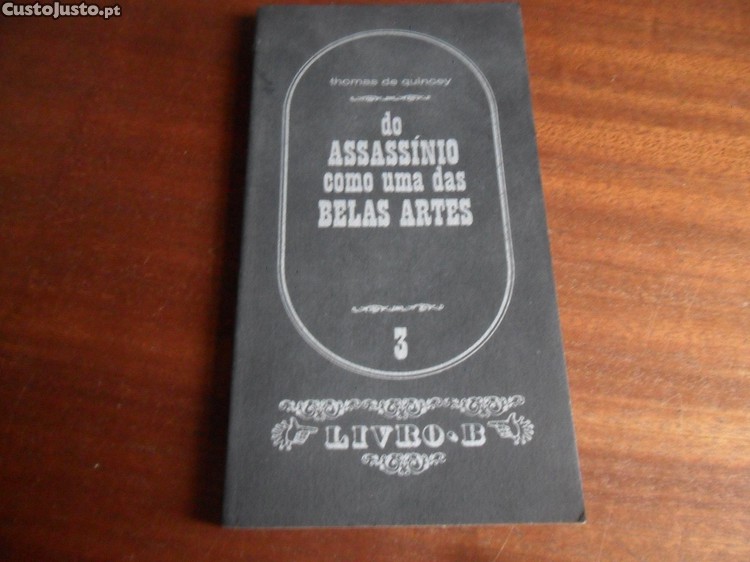 CustoJusto.pt
thomas de quincey
do
ASSASSÍNIO
como uma das
BELAS ARTES
3
LIVRO•B